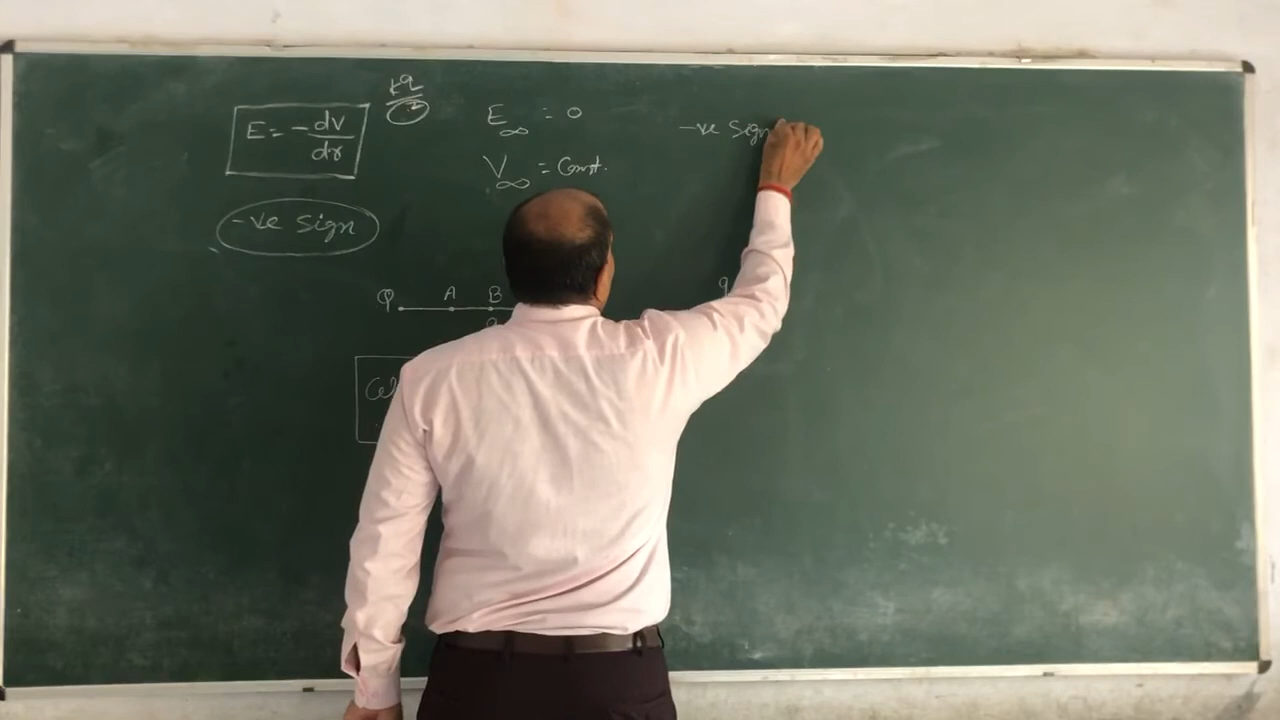 kq
E = - dv
dr
E∞ = 0
V∞ = Const.
-ve Sign
-ve Sign
Q A B q